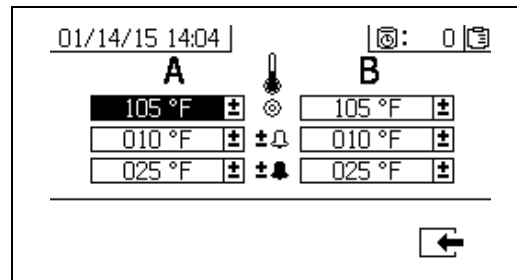 01/14/15 14:04 : 0
A B
105 °F ± 105 °F ±
010 °F ± ± 010 °F ±
025 °F ± ± 025 °F ±